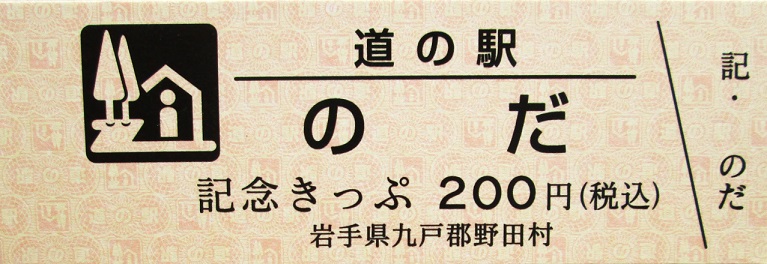 道の駅
のだ
記念きっぷ 200円(税込)
岩手県九戸郡野田村
記・のだ